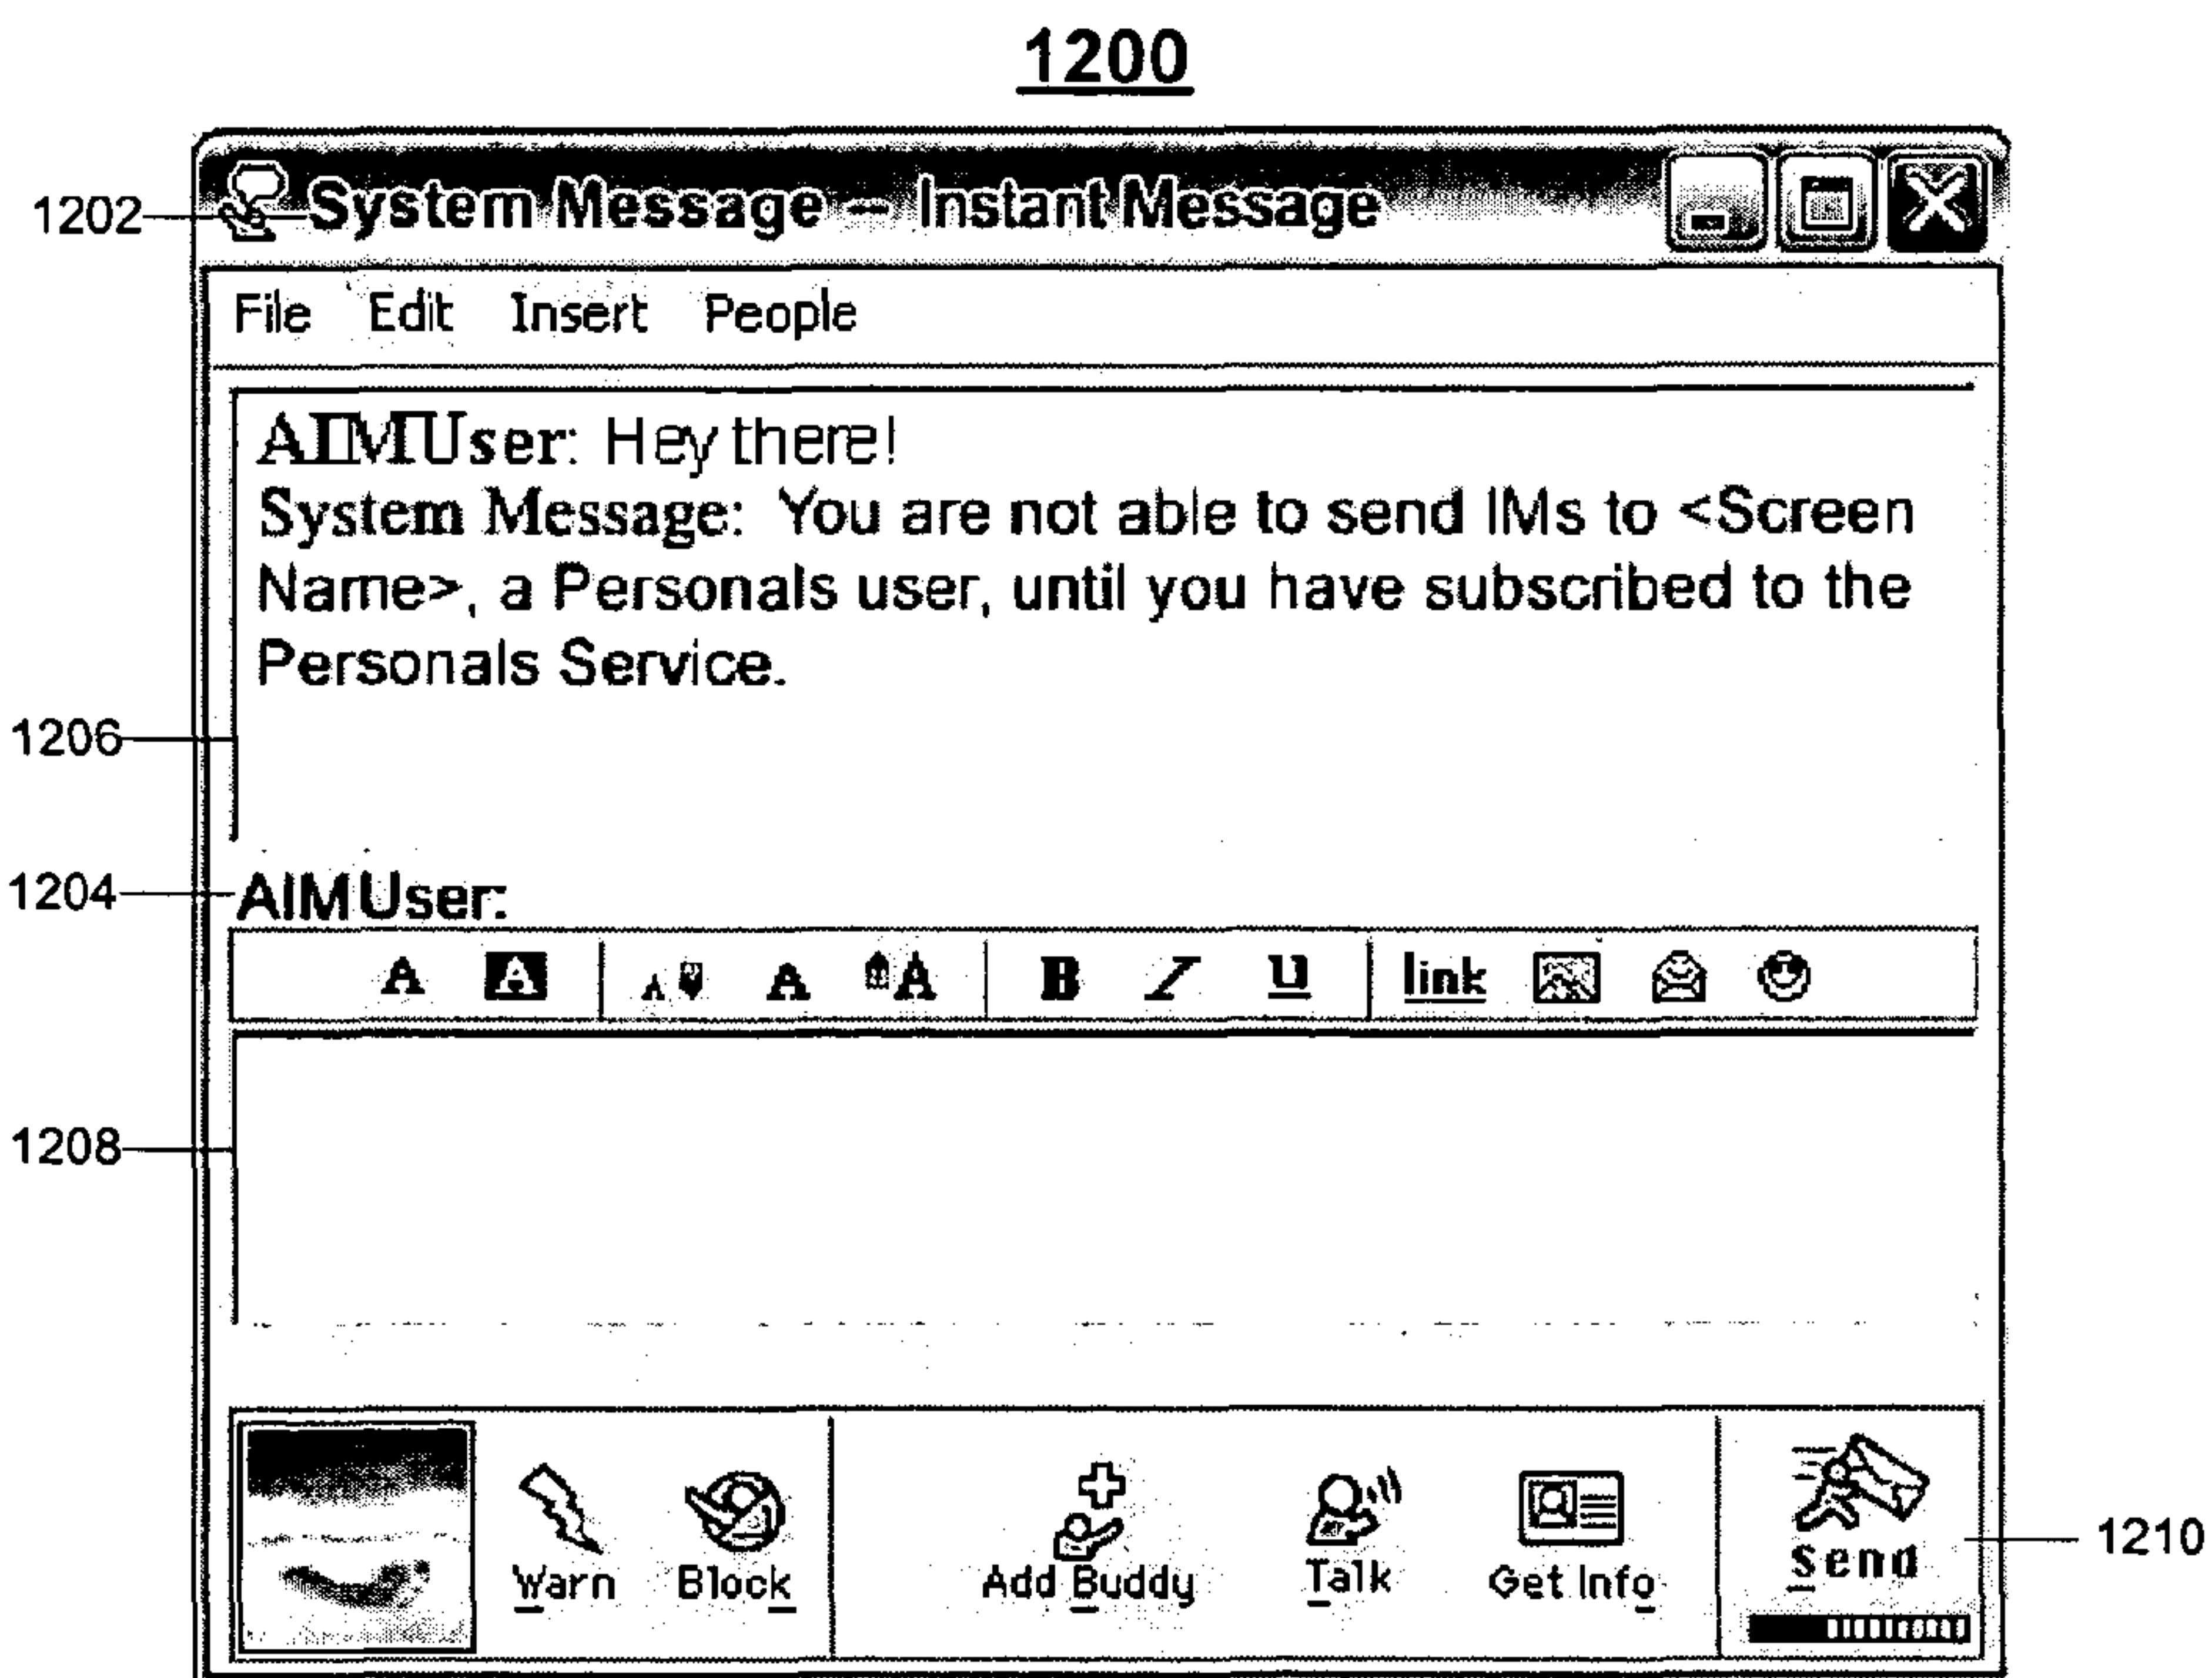 1200
1202
System Message -- Instant Message
File Edit Insert People
AIMUser: Hey there!
System Message: You are not able to send IMs to <Screen
Name>, a Personals user, until you have subscribed to the
Personals Service.
1206
1204
AIMUser:
A A A A A B I U link
1208
Warn Block Add Buddy Talk Get Info Send
1210